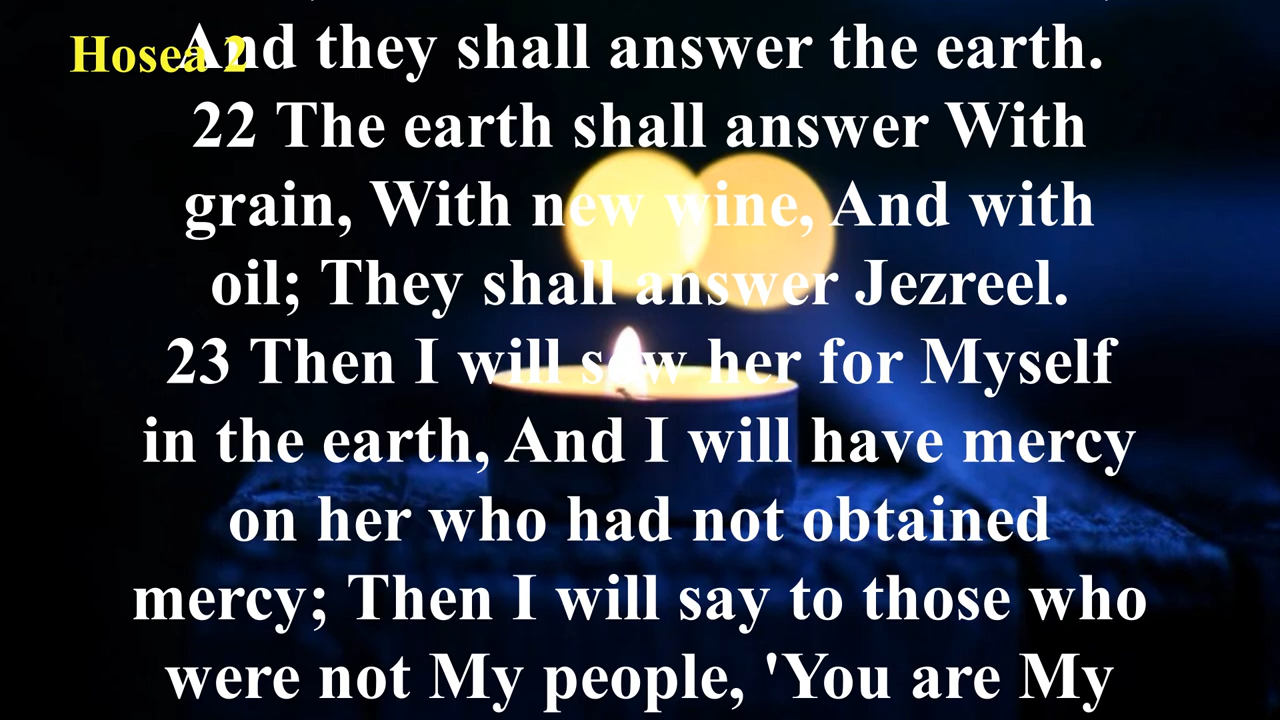 Hosea 2
And they shall answer the earth.
22 The earth shall answer With
grain, With new wine, And with
oil; They shall answer Jezreel.
23 Then I will sow her for Myself
in the earth, And I will have mercy
on her who had not obtained
mercy; Then I will say to those who
were not My people, 'You are My